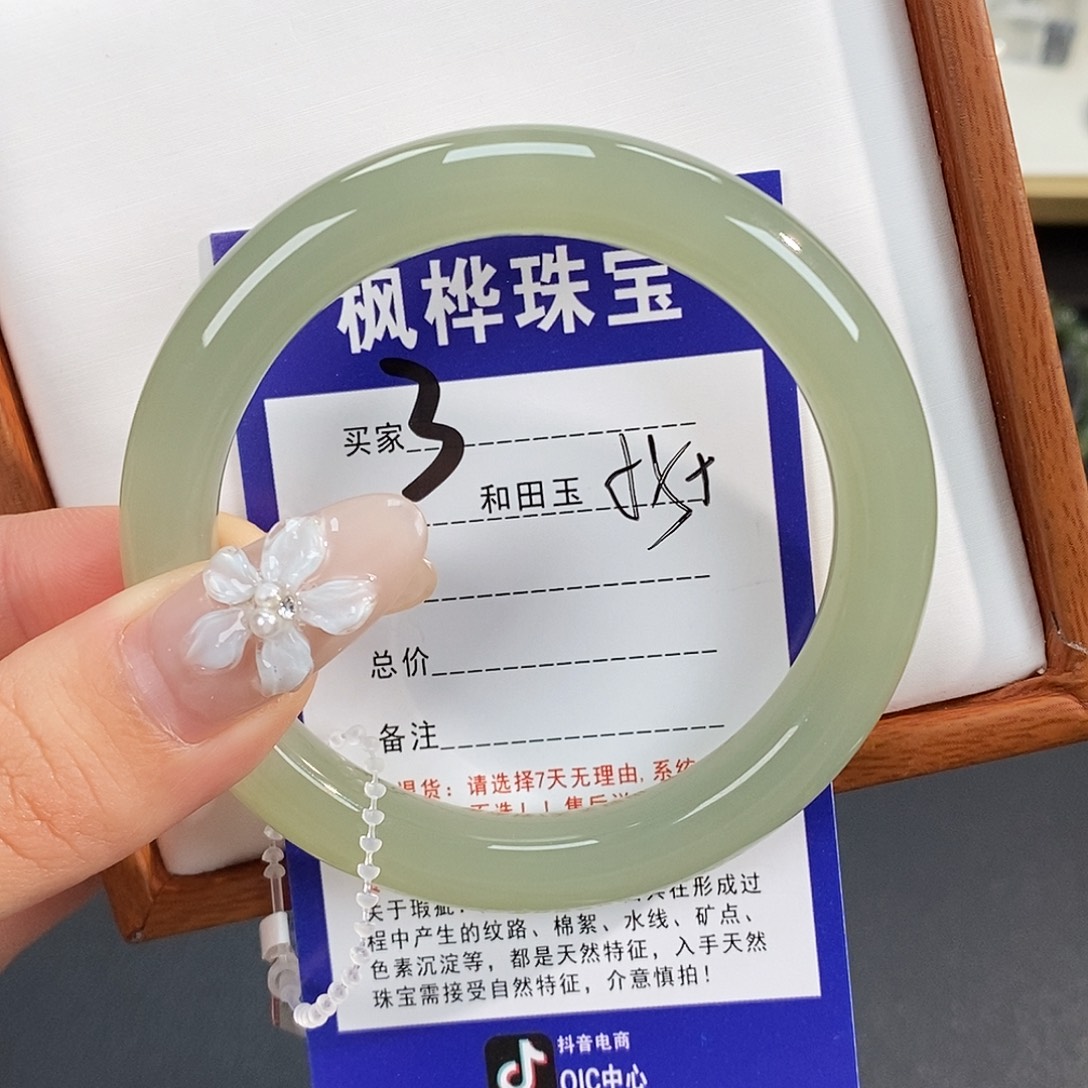 枫桦珠宝
买家 3
和田玉
总价
备注
退货：请选择7天无理由,系统
关于瑕疵：
在形成过
程中产生的纹路、棉絮、水线、矿点、
色素沉淀等，都是天然特征，入手天然
珠宝需接受自然特征，介意慎拍！
抖音电商
QIC中心